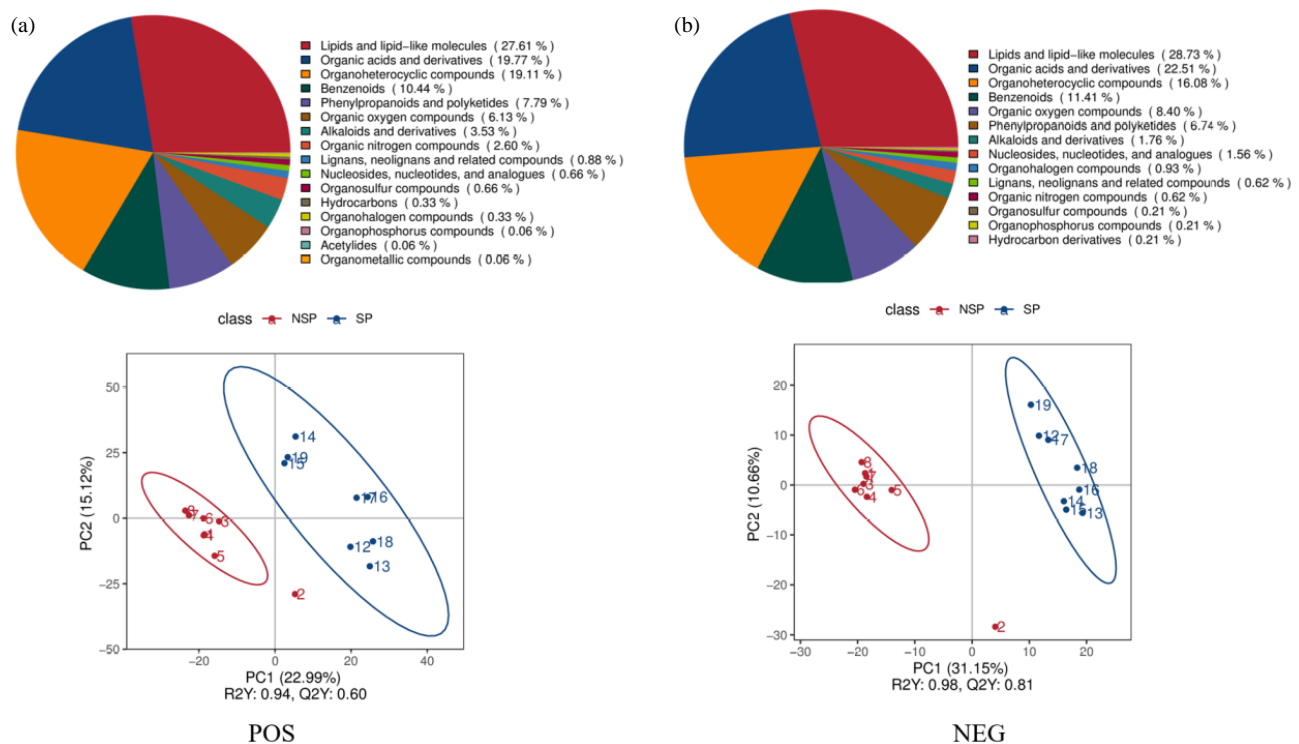 (a)
Lipids and lipid−like molecules ( 27.61 % )
Organic acids and derivatives ( 19.77 % )
Organoheterocyclic compounds ( 19.11 % )
Benzenoids ( 10.44 % )
Phenylpropanoids and polyketides ( 7.79 % )
Organic oxygen compounds ( 6.13 % )
Alkaloids and derivatives ( 3.53 % )
Organic nitrogen compounds ( 2.60 % )
Lignans, neolignans and related compounds ( 0.88 % )
Nucleosides, nucleotides, and analogues ( 0.66 % )
Organosulfur compounds ( 0.66 % )
Hydrocarbons ( 0.33 % )
Organohalogen compounds ( 0.33 % )
Organophosphorus compounds ( 0.06 % )
Acetylides ( 0.06 % )
Organometallic compounds ( 0.06 % )
class a NSP a SP
PC2 (15.12%)
50
25
0
−25
−50
14
19
15
17 16
18
12
13
8
7
6
3
4
5
2
−20 0 20 40
PC1 (22.99%)
R2Y: 0.94, Q2Y: 0.60
POS
(b)
Lipids and lipid−like molecules ( 28.73 % )
Organic acids and derivatives ( 22.51 % )
Organoheterocyclic compounds ( 16.08 % )
Benzenoids ( 11.41 % )
Organic oxygen compounds ( 8.40 % )
Phenylpropanoids and polyketides ( 6.74 % )
Alkaloids and derivatives ( 1.76 % )
Nucleosides, nucleotides, and analogues ( 1.56 % )
Organohalogen compounds ( 0.93 % )
Lignans, neolignans and related compounds ( 0.62 % )
Organic nitrogen compounds ( 0.62 % )
Organosulfur compounds ( 0.21 % )
Organophosphorus compounds ( 0.21 % )
Hydrocarbon derivatives ( 0.21 % )
class a NSP a SP
PC2 (10.66%)
20
10
0
−10
−20
−30
19
12
17
18
16
14
15
13
8
7
3
6
5
4
2
−30 −20 −10 0 10 20
PC1 (31.15%)
R2Y: 0.98, Q2Y: 0.81
NEG